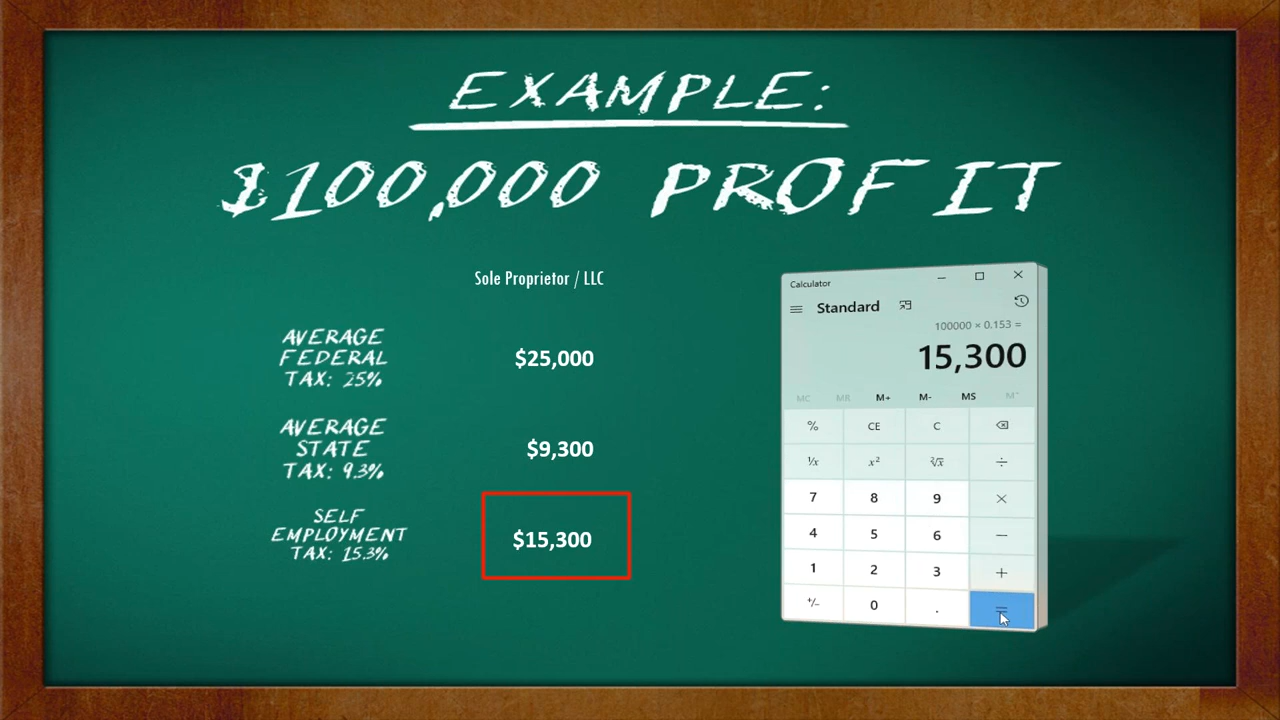 EXAMPLE:
$100,000 PROFIT
Sole Proprietor / LLC
AVERAGE
FEDERAL
TAX: 25%
$25,000
AVERAGE
STATE
TAX: 9.3%
$9,300
SELF
EMPLOYMENT
TAX: 15.3%
$15,300
Calculator
Standard
100000 × 0.153 =
15,300
MC MR M+ M- MS M˅
% CE C
¹/x x² ²√x ÷
7 8 9 ×
4 5 6 −
1 2 3 +
+/− 0 . =